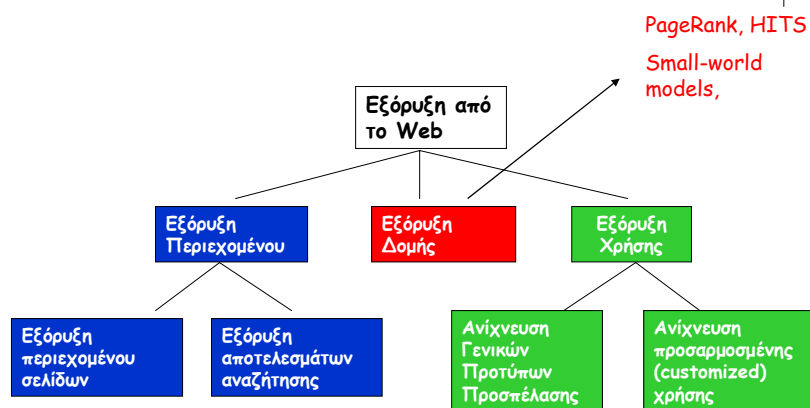 PageRank, HITS
Small-world
models,
Εξόρυξη από
το Web
Εξόρυξη
Περιεχομένου
Εξόρυξη
Δομής
Εξόρυξη
Χρήσης
Εξόρυξη
περιεχομένου
σελίδων
Εξόρυξη
αποτελεσμάτων
αναζήτησης
Ανίχνευση
Γενικών
Προτύπων
Προσπέλασης
Ανίχνευση
προσαρμοσμένης
(customized)
χρήσης